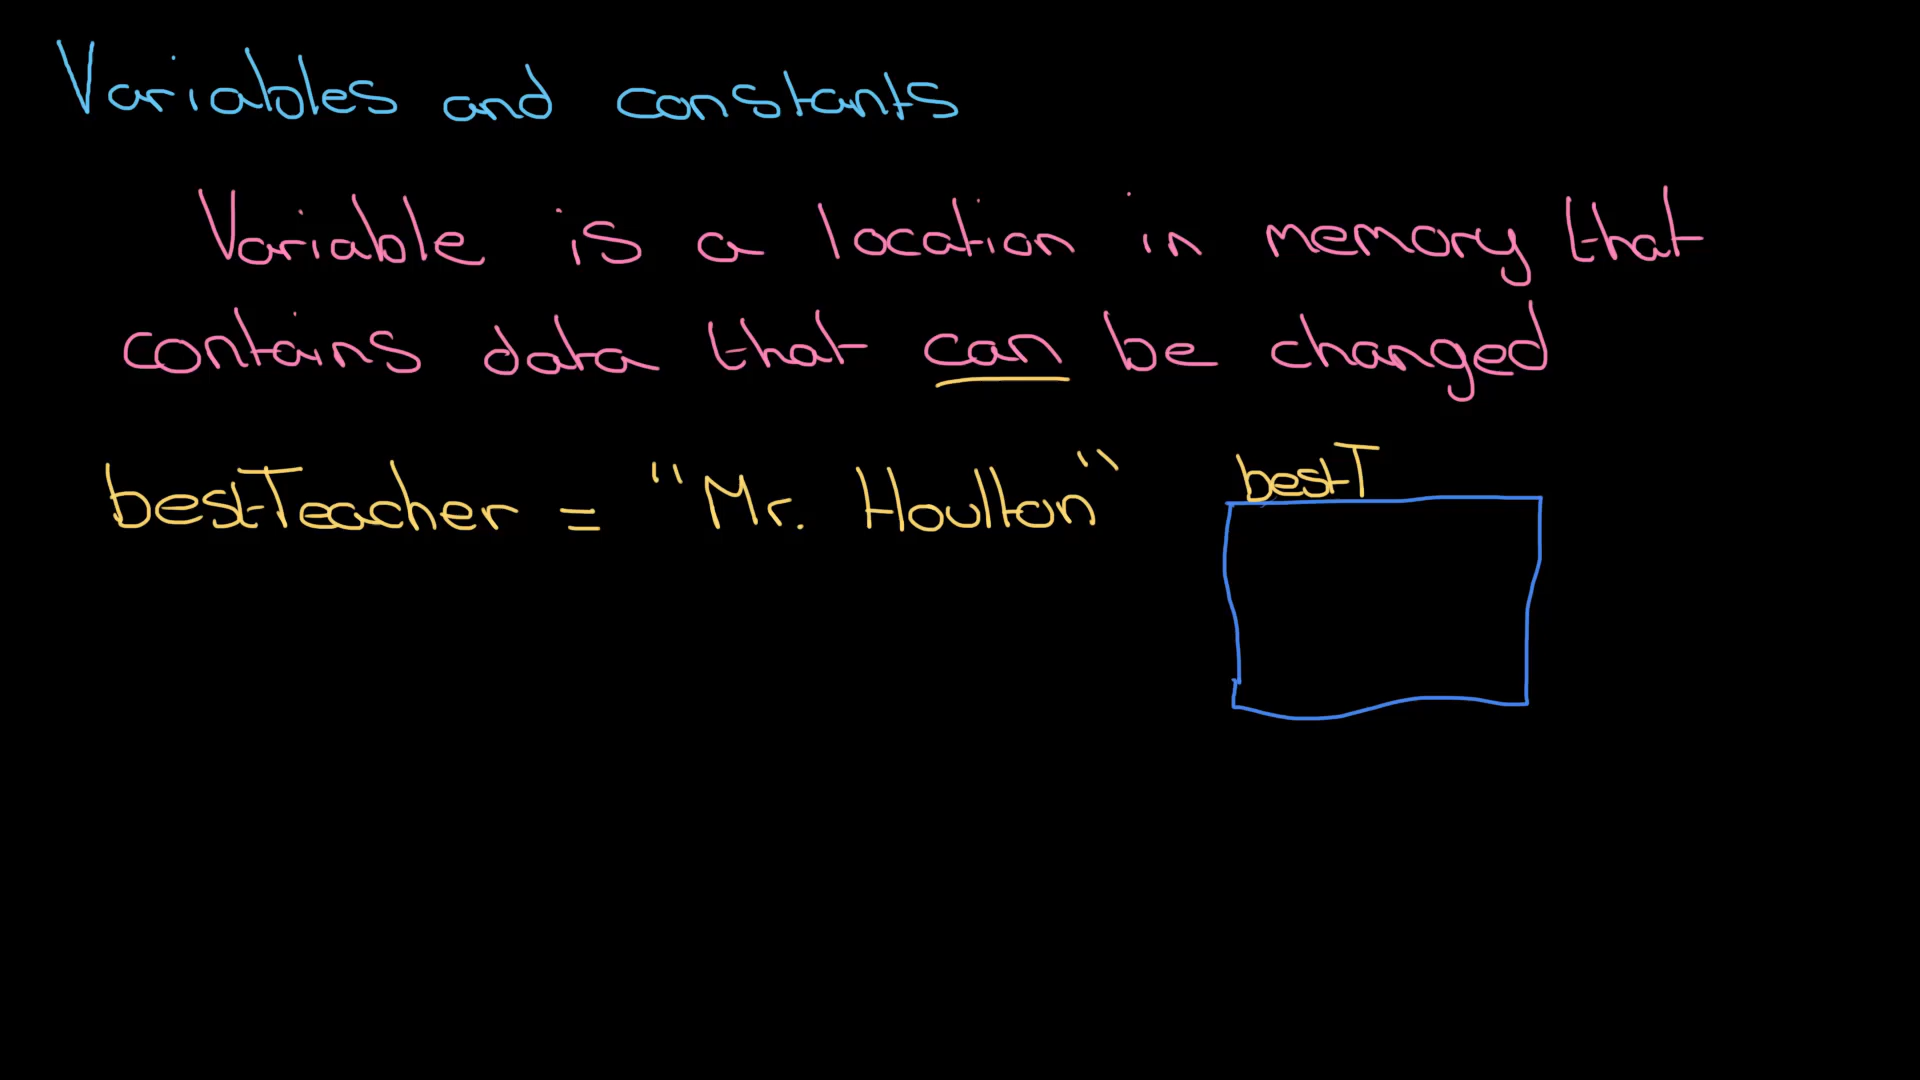 Variables and constants
Variable is a location in memory that
contains data that can be changed
bestTeacher = "Mr. Houlton"
bestT